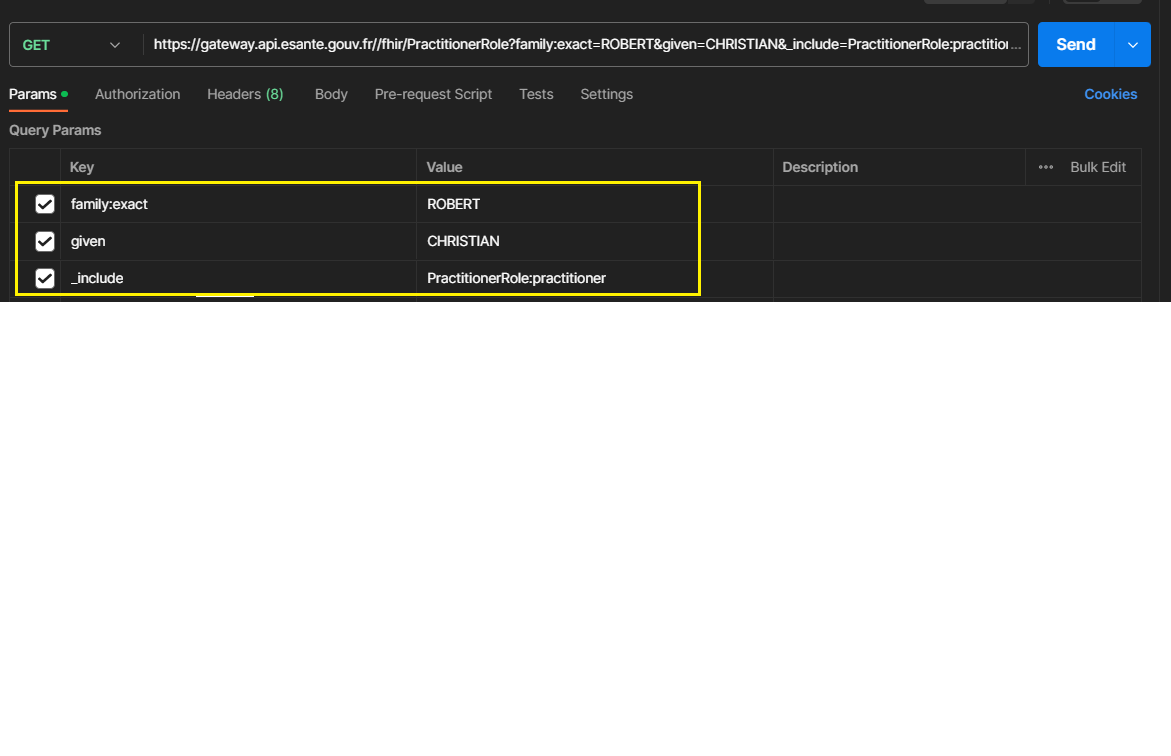 GET https://gateway.api.esante.gouv.fr//fhir/PractitionerRole?family:exact=ROBERT&given=CHRISTIAN&_include=PractitionerRole:practitioı ... Send
Params Authorization Headers (8) Body Pre-request Script Tests Settings Cookies
Query Params
Key Value Description ••• Bulk Edit
family:exact ROBERT
given CHRISTIAN
_include PractitionerRole:practitioner